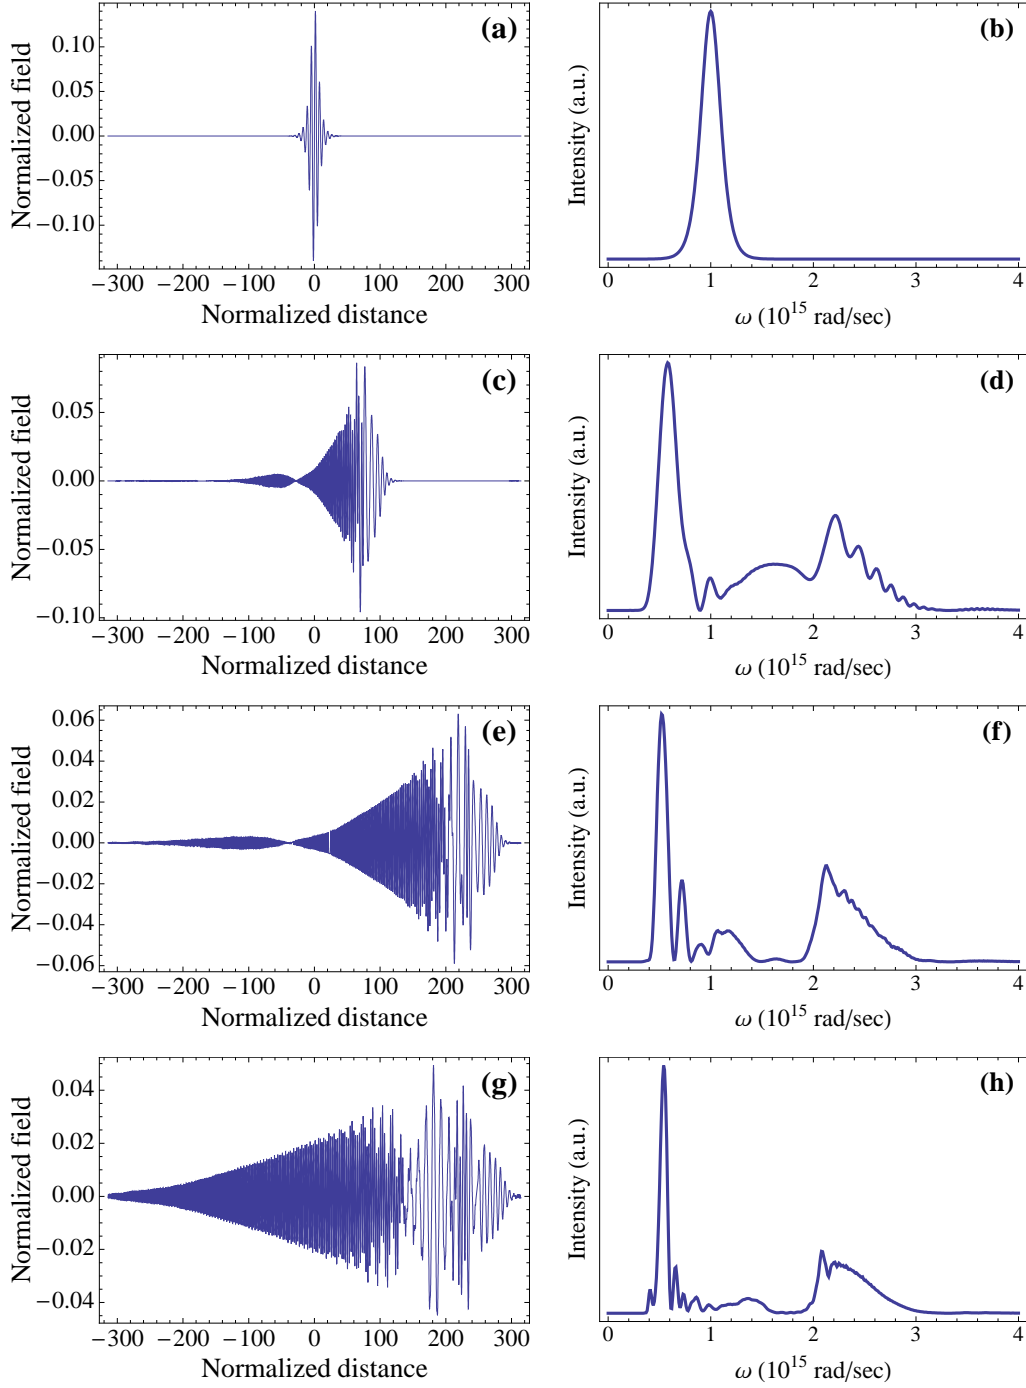 (a)
Normalized field
0.10
0.05
0.00
−0.05
−0.10
−300 −200 −100 0 100 200 300
Normalized distance
(b)
Intensity (a.u.)
0 1 2 3 4
ω (10^15 rad/sec)
(c)
Normalized field
0.05
0.00
−0.05
−0.10
−300 −200 −100 0 100 200 300
Normalized distance
(d)
Intensity (a.u.)
0 1 2 3 4
ω (10^15 rad/sec)
(e)
Normalized field
0.06
0.04
0.02
0.00
−0.02
−0.04
−0.06
−300 −200 −100 0 100 200 300
Normalized distance
(f)
Intensity (a.u.)
0 1 2 3 4
ω (10^15 rad/sec)
(g)
Normalized field
0.04
0.02
0.00
−0.02
−0.04
−300 −200 −100 0 100 200 300
Normalized distance
(h)
Intensity (a.u.)
0 1 2 3 4
ω (10^15 rad/sec)